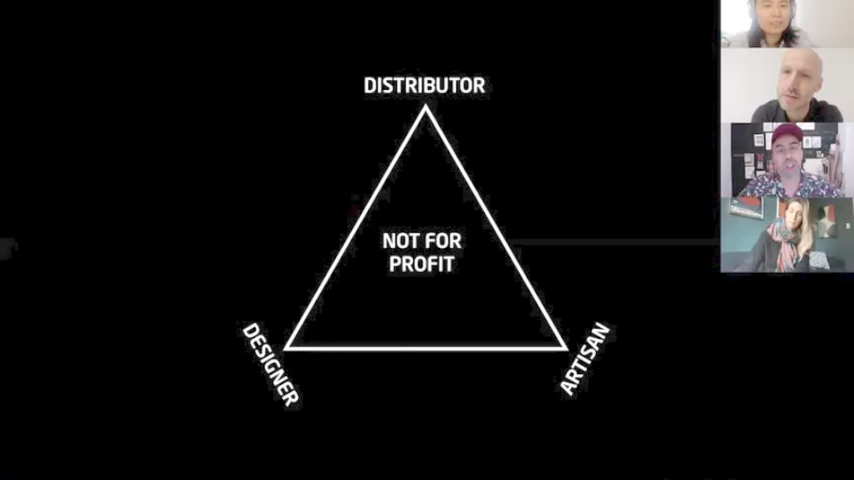 DISTRIBUTOR
NOT FOR
PROFIT
DESIGNER
ARTISAN